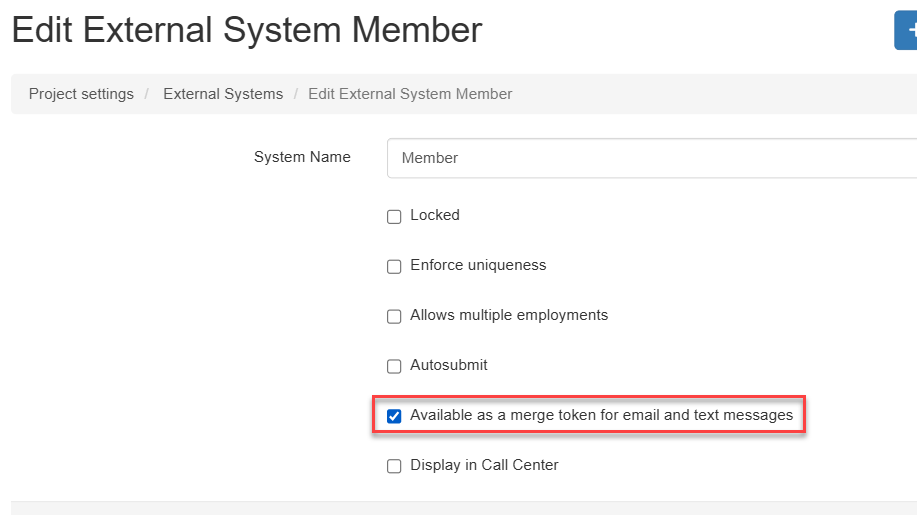 Edit External System Member
Project settings / External Systems / Edit External System Member
System Name Member
Locked
Enforce uniqueness
Allows multiple employments
Autosubmit
Available as a merge token for email and text messages
Display in Call Center